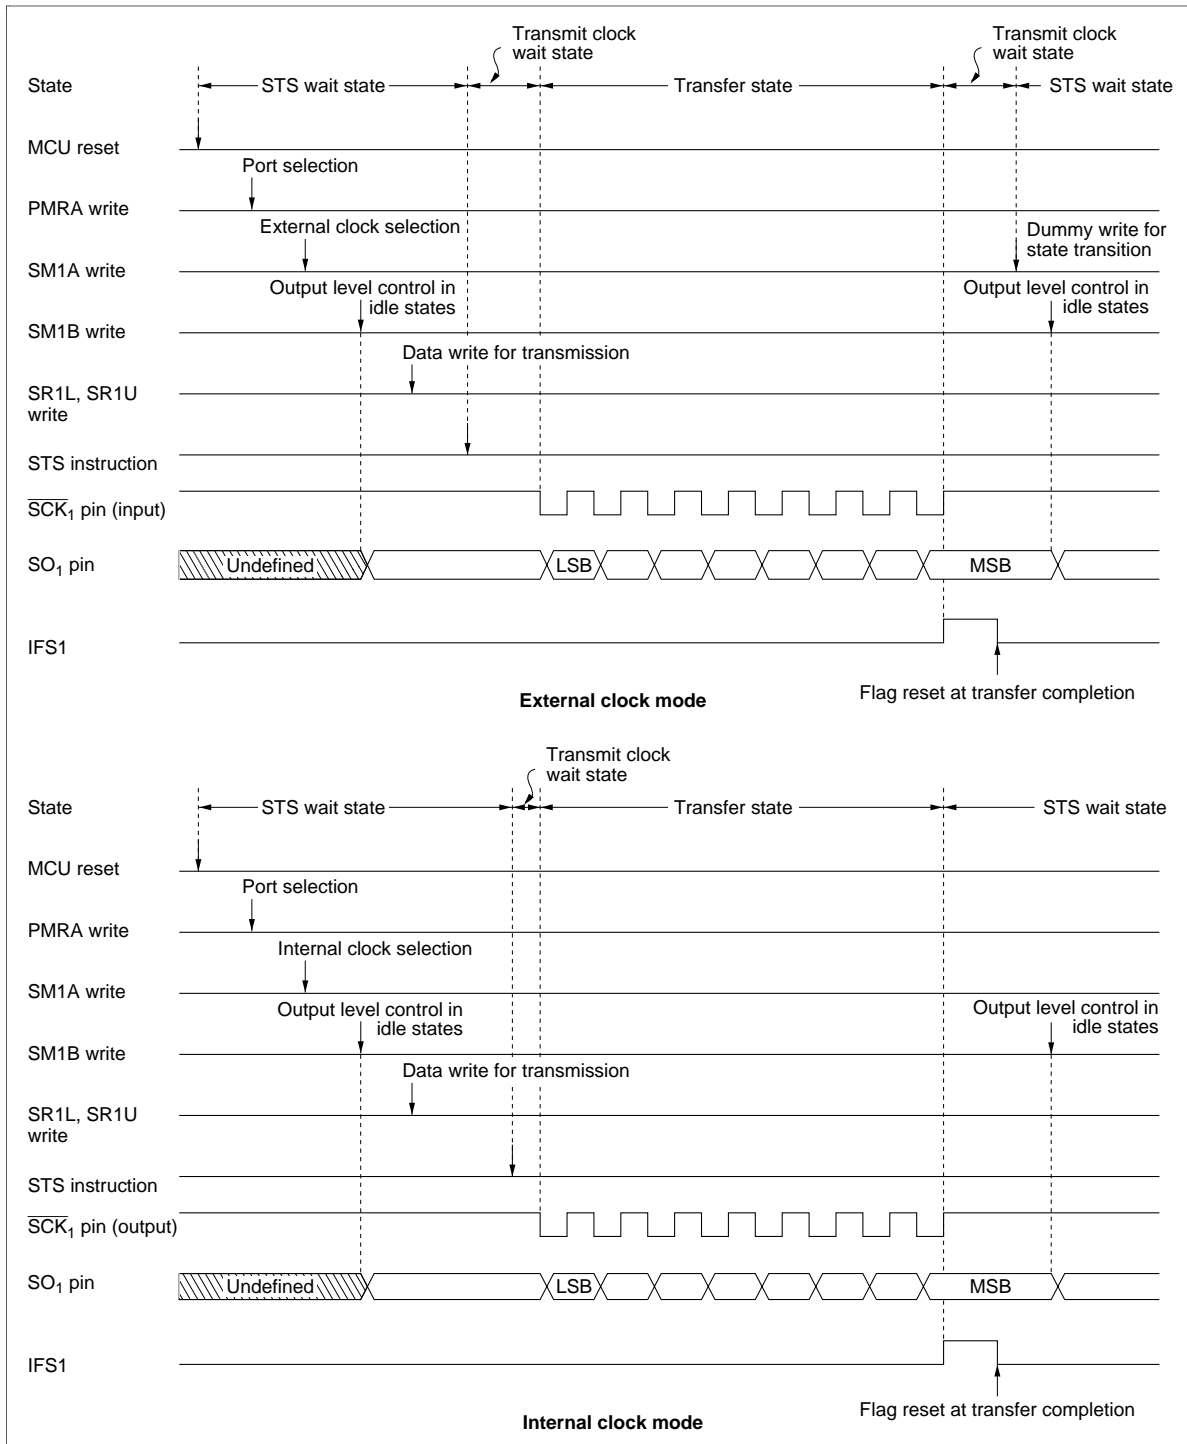 Transmit clock
wait state
Transmit clock
wait state
State
STS wait state
Transfer state
STS wait state
MCU reset
Port selection
PMRA write
External clock selection
Dummy write for
state transition
SM1A write
Output level control in
idle states
Output level control in
idle states
SM1B write
Data write for transmission
SR1L, SR1U
write
STS instruction
SCK1 pin (input)
SO1 pin
Undefined
LSB
MSB
IFS1
Flag reset at transfer completion
External clock mode
Transmit clock
wait state
State
STS wait state
Transfer state
STS wait state
MCU reset
Port selection
PMRA write
Internal clock selection
SM1A write
Output level control in
idle states
Output level control in
idle states
SM1B write
Data write for transmission
SR1L, SR1U
write
STS instruction
SCK1 pin (output)
SO1 pin
Undefined
LSB
MSB
IFS1
Flag reset at transfer completion
Internal clock mode